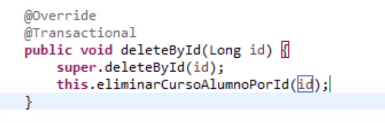 @Override
@Transactional
public void deleteById(Long id) {
    super.deleteById(id);
    this.eliminarCursoAlumnoPorId(id);
}